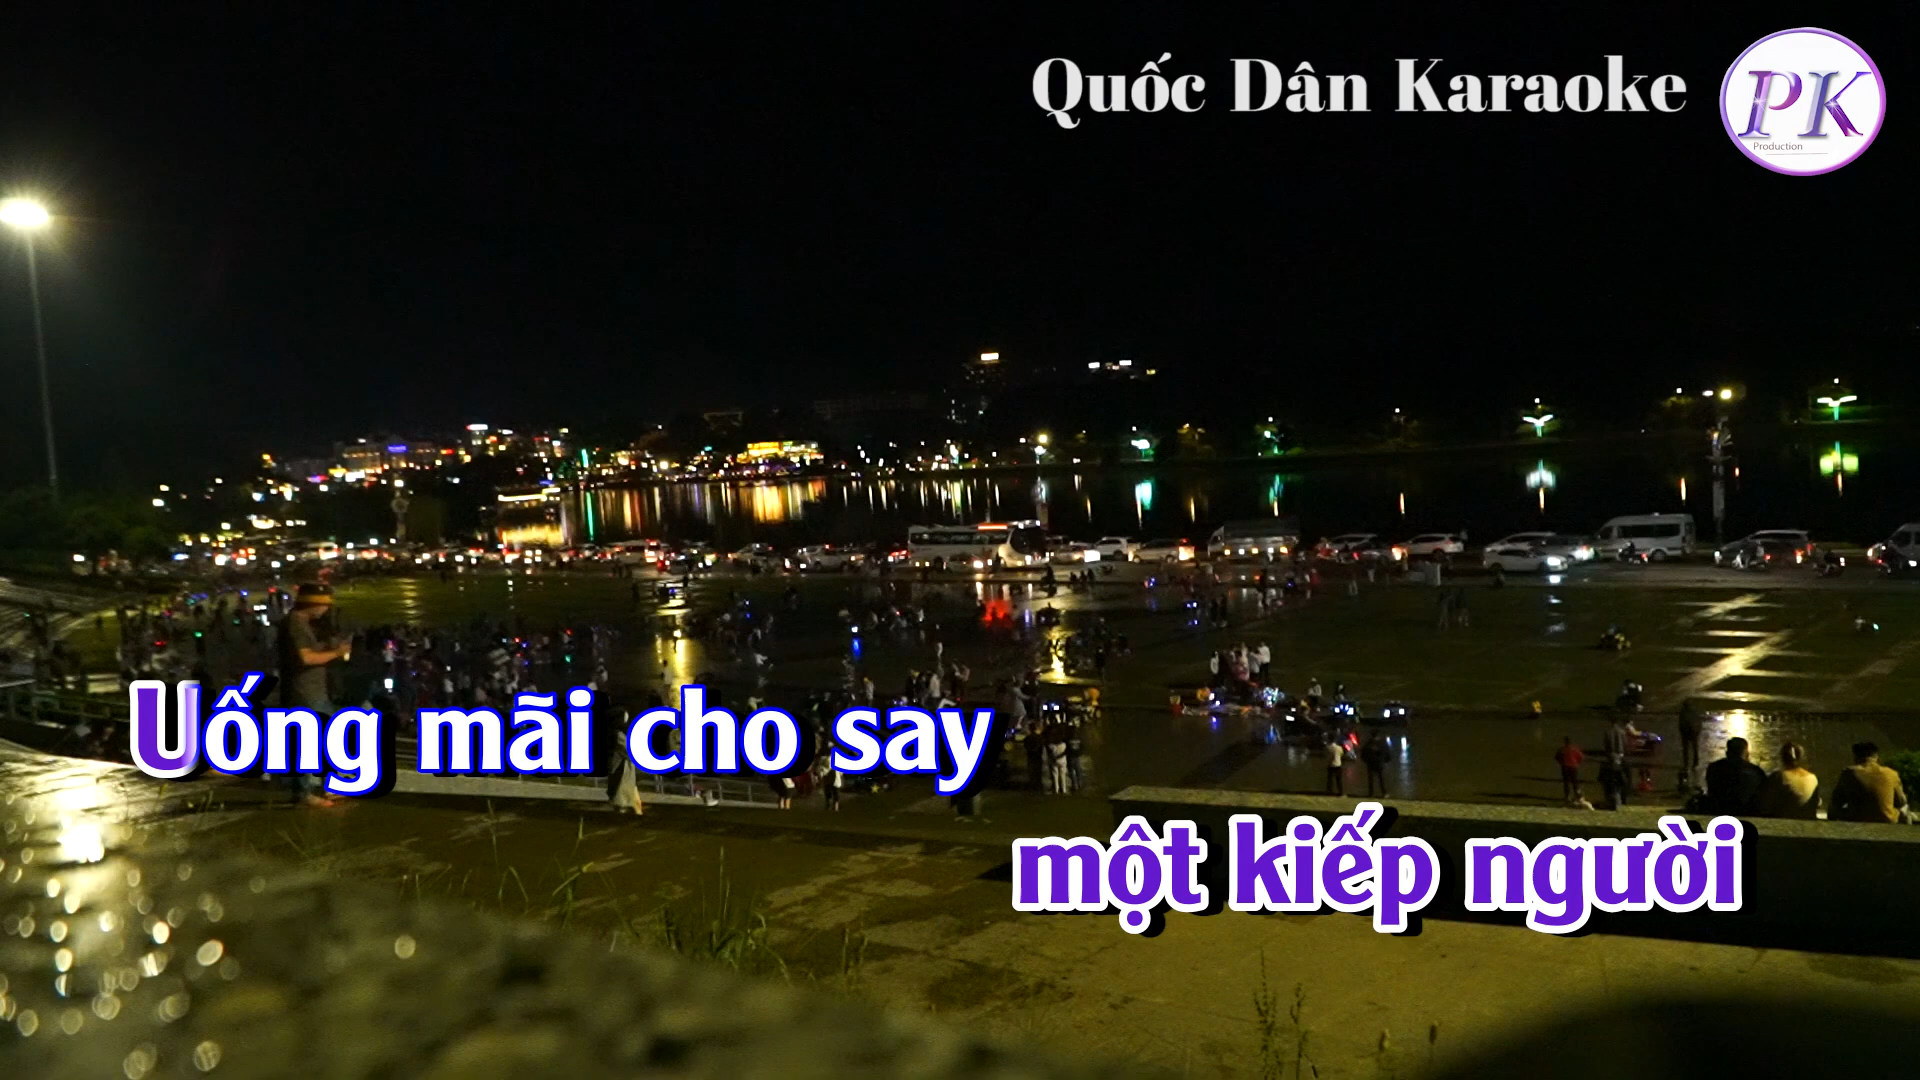 Quốc Dân Karaoke
PK
Production
Uống mãi cho say
một kiếp người